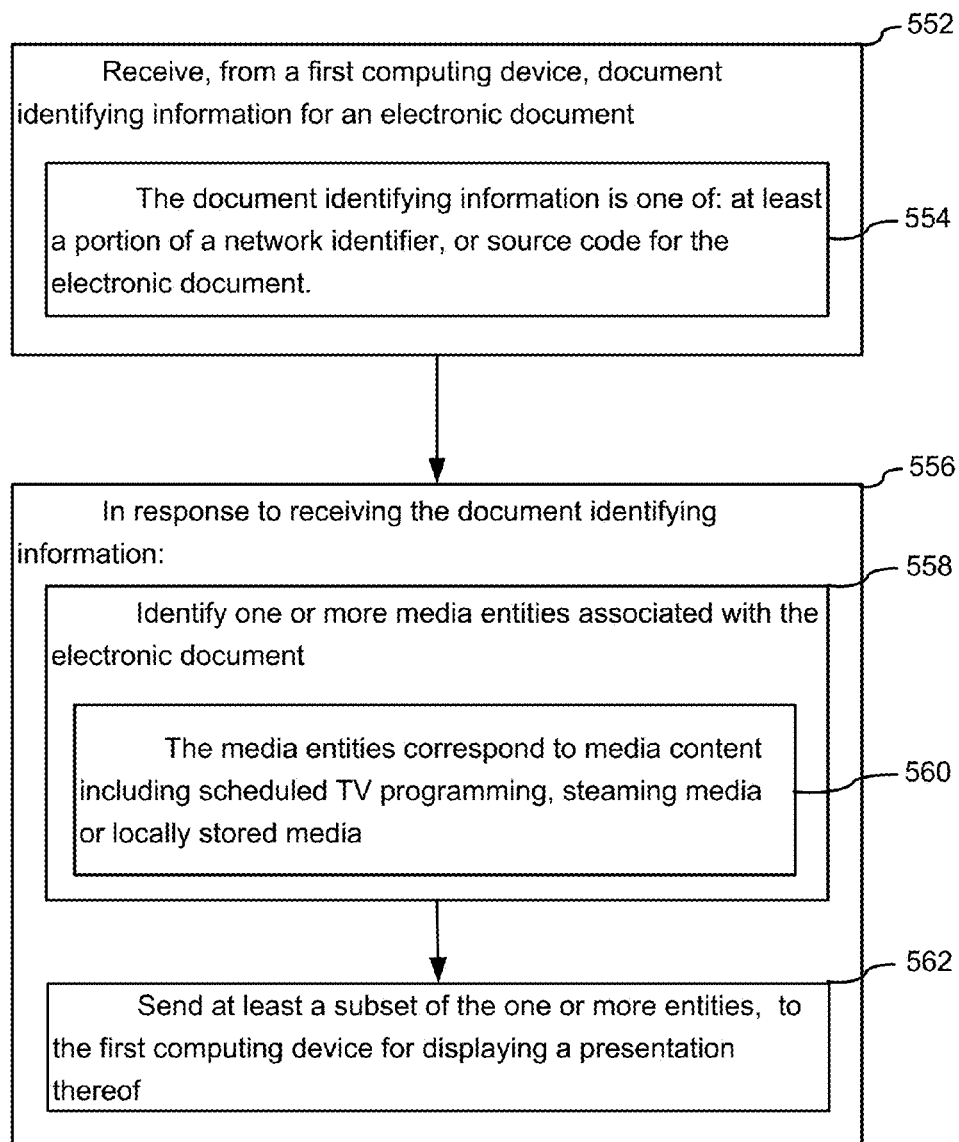 552
Receive, from a first computing device, document
identifying information for an electronic document
The document identifying information is one of: at least
a portion of a network identifier, or source code for the
electronic document.
554
556
In response to receiving the document identifying
information:
558
Identify one or more media entities associated with the
electronic document
The media entities correspond to media content
including scheduled TV programming, steaming media
or locally stored media
560
562
Send at least a subset of the one or more entities, to
the first computing device for displaying a presentation
thereof